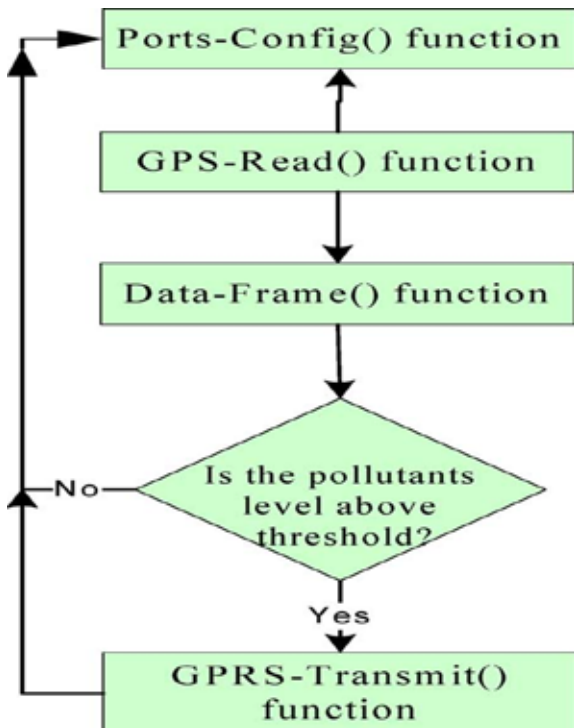 Ports-Config() function
GPS-Read() function
Data-Frame() function
Is the pollutants
level above
threshold?
No
Yes
GPRS-Transmit()
function